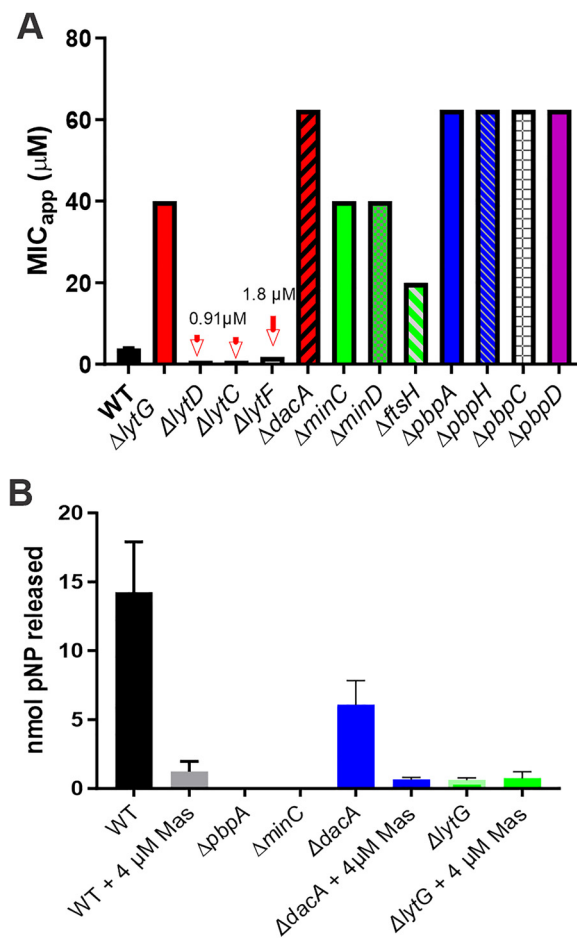 A
MICapp (μM)
80
60
40
20
0
0.91μM
1.8 μM
WT
ΔlytG
ΔlytD
ΔlytC
ΔlytF
ΔdacA
ΔminC
ΔminD
ΔftsH
ΔpbpA
ΔpbpH
ΔpbpC
ΔpbpD
B
nmol pNP released
20
15
10
5
0
WT
WT + 4 μM Mas
ΔpbpA
ΔminC
ΔdacA
ΔdacA + 4μM Mas
ΔlytG
ΔlytG + 4 μM Mas